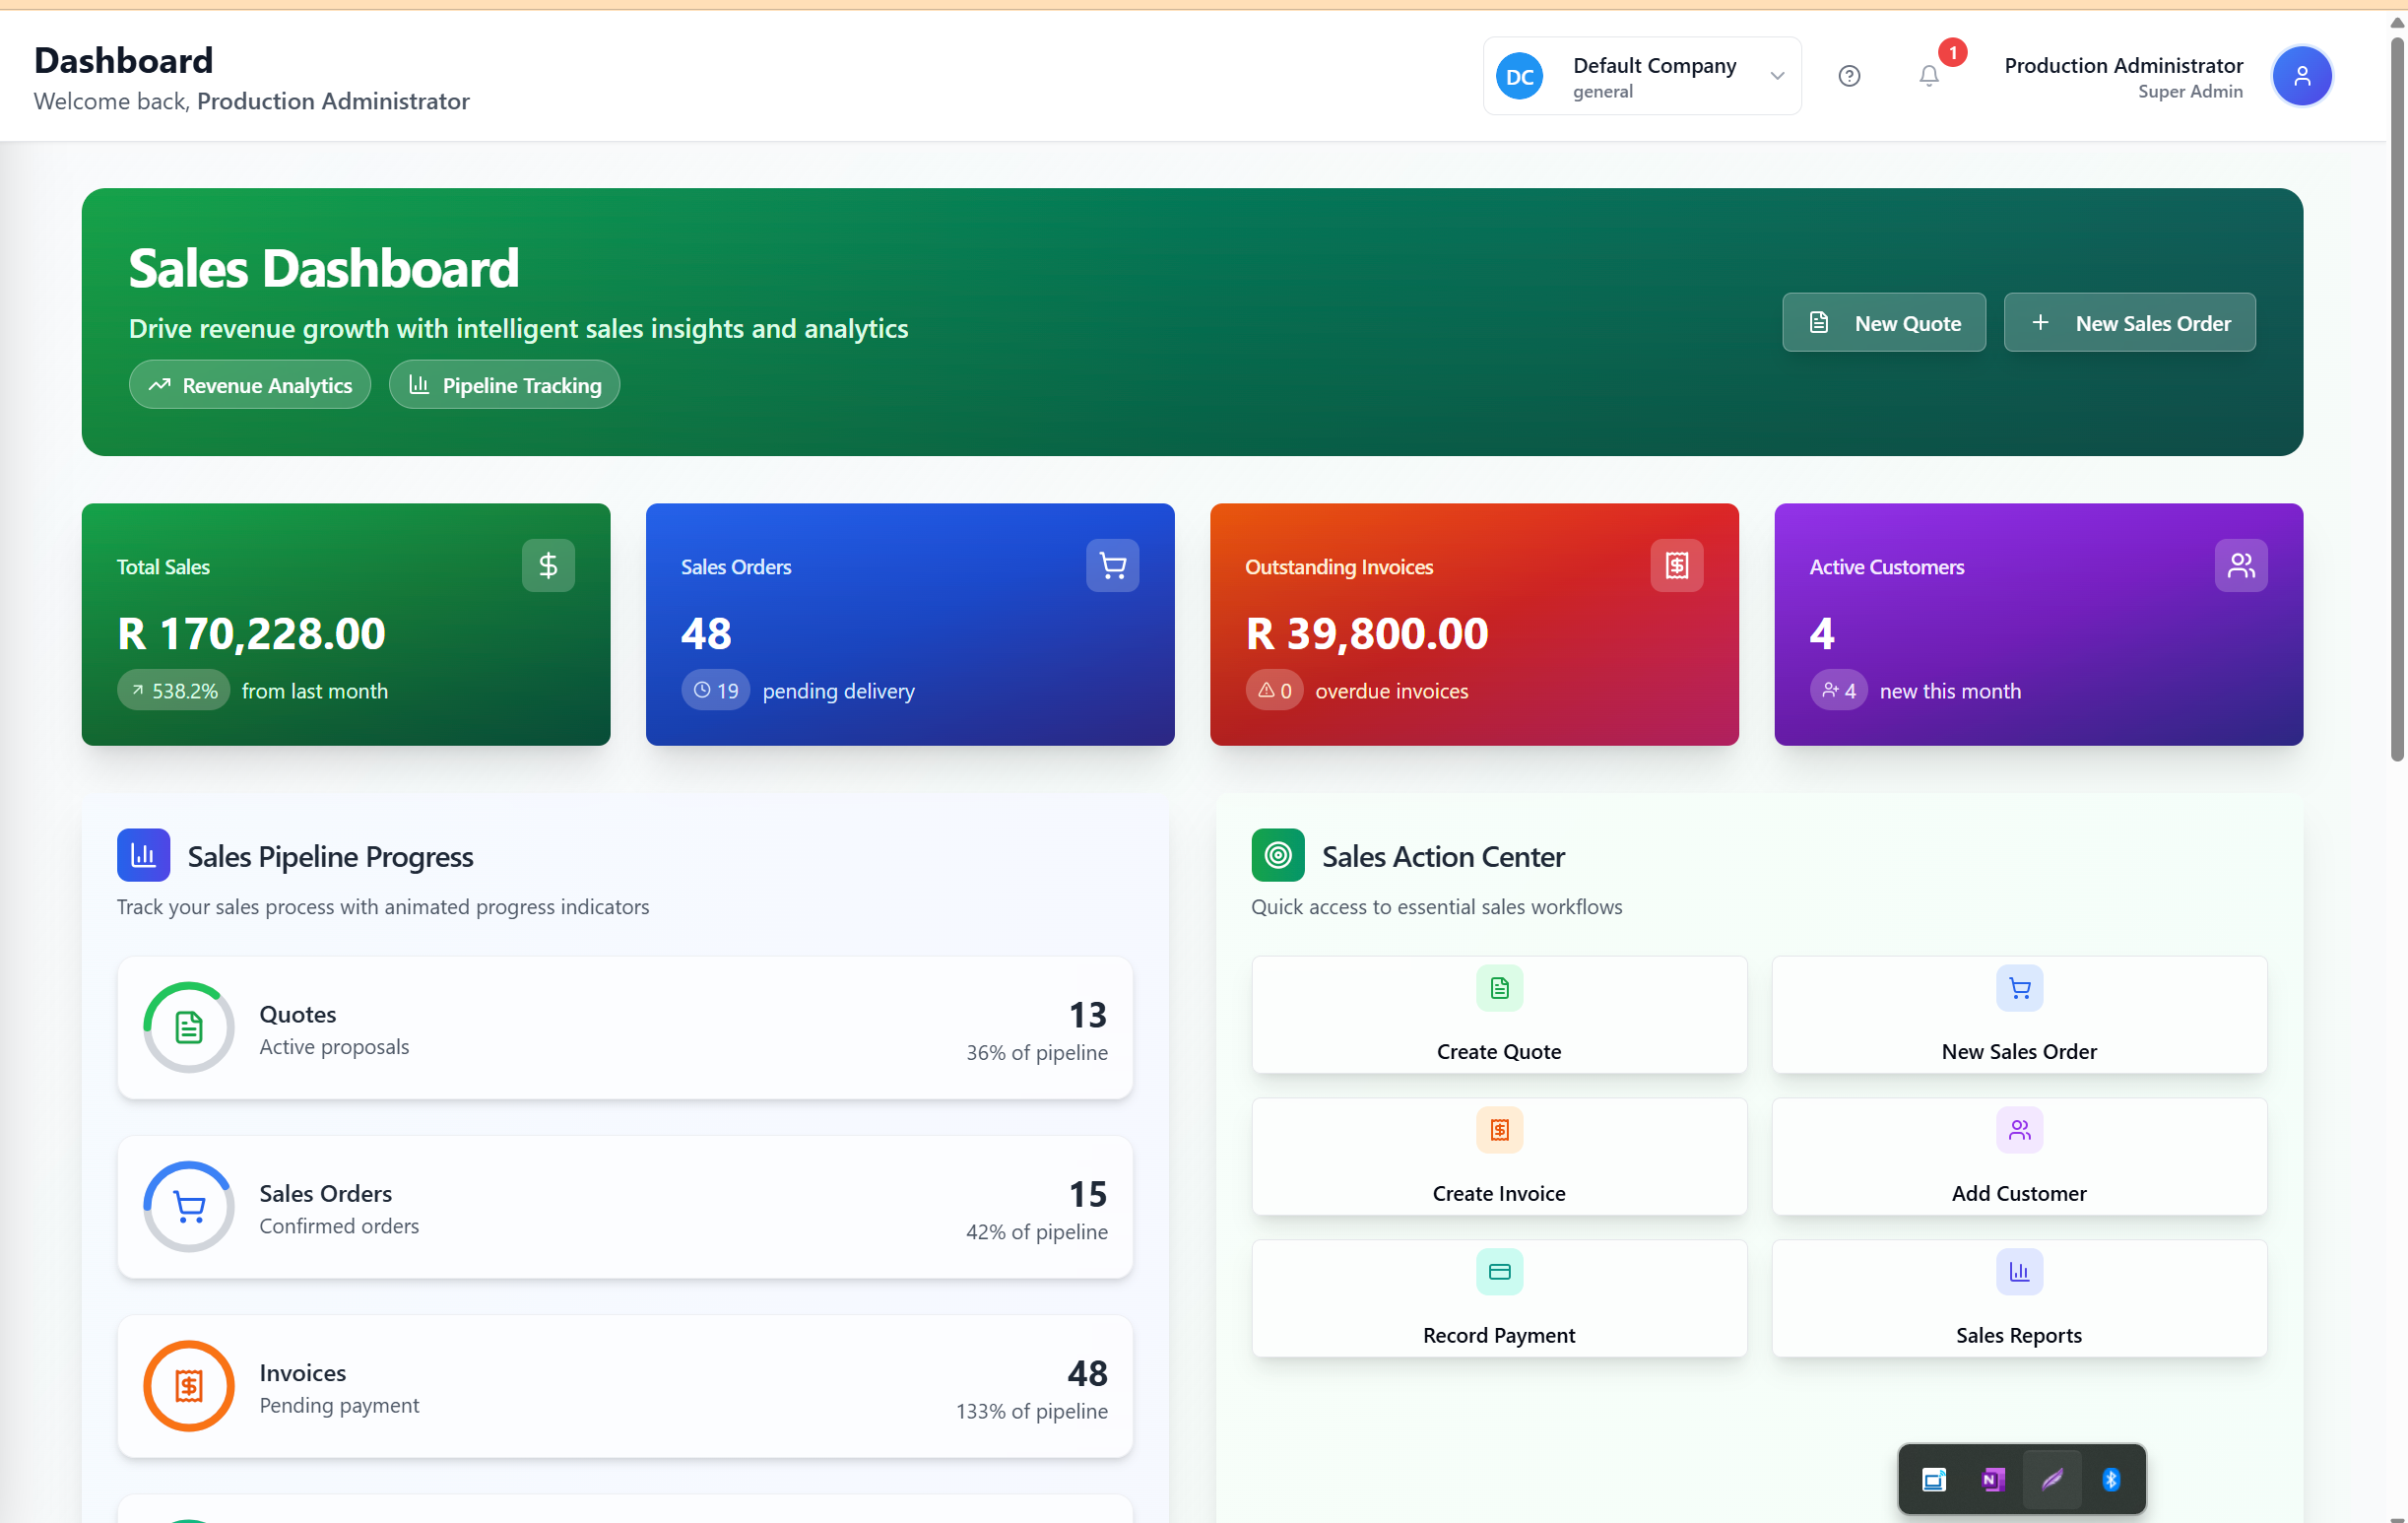 Dashboard
Welcome back, Production Administrator
DC
Default Company
general
1
Production Administrator
Super Admin
Sales Dashboard
Drive revenue growth with intelligent sales insights and analytics
Revenue Analytics
Pipeline Tracking
New Quote
New Sales Order
Total Sales
R 170,228.00
538.2% from last month
Sales Orders
48
19 pending delivery
Outstanding Invoices
R 39,800.00
0 overdue invoices
Active Customers
4
4 new this month
Sales Pipeline Progress
Track your sales process with animated progress indicators
Quotes
Active proposals
13
36% of pipeline
Sales Orders
Confirmed orders
15
42% of pipeline
Invoices
Pending payment
48
133% of pipeline
Sales Action Center
Quick access to essential sales workflows
Create Quote
New Sales Order
Create Invoice
Add Customer
Record Payment
Sales Reports
N